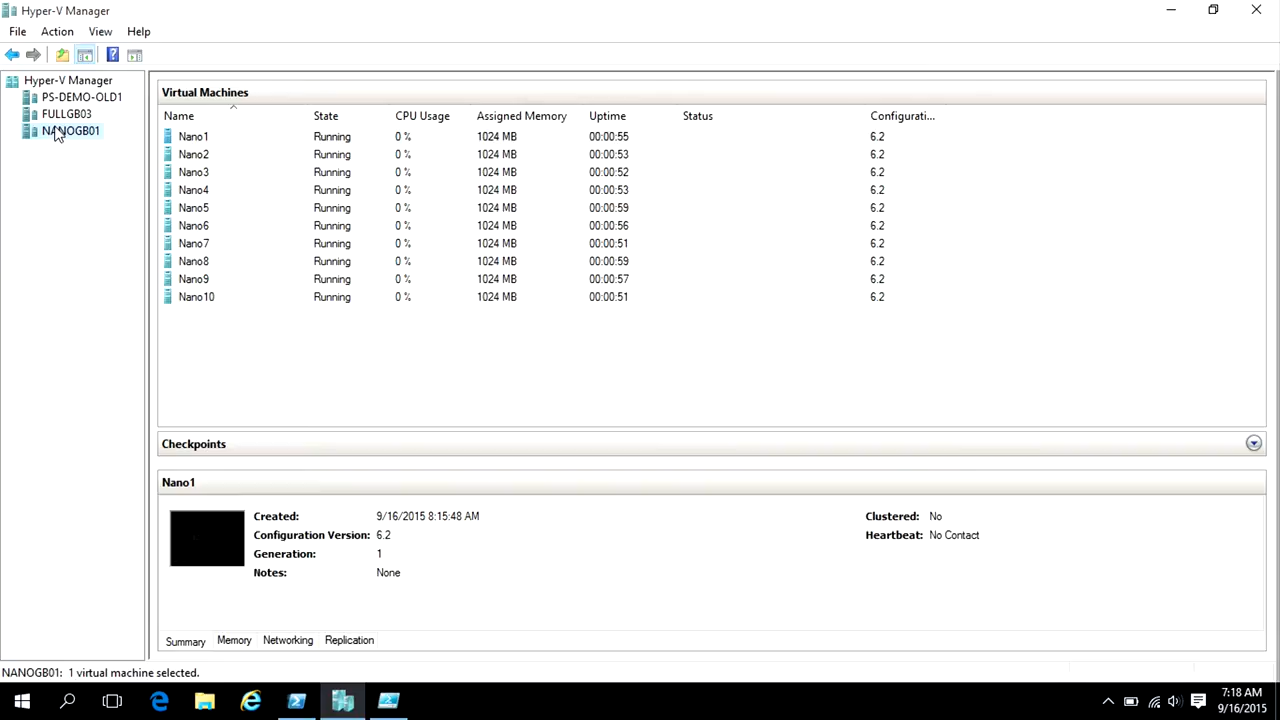 Hyper-V Manager
File Action View Help
Hyper-V Manager
PS-DEMO-OLD1
FULLGB03
NANOGB01
Virtual Machines
Name State CPU Usage Assigned Memory Uptime Status Configurati...
Nano1 Running 0 % 1024 MB 00:00:55 6.2
Nano2 Running 0 % 1024 MB 00:00:53 6.2
Nano3 Running 0 % 1024 MB 00:00:52 6.2
Nano4 Running 0 % 1024 MB 00:00:53 6.2
Nano5 Running 0 % 1024 MB 00:00:59 6.2
Nano6 Running 0 % 1024 MB 00:00:56 6.2
Nano7 Running 0 % 1024 MB 00:00:51 6.2
Nano8 Running 0 % 1024 MB 00:00:59 6.2
Nano9 Running 0 % 1024 MB 00:00:57 6.2
Nano10 Running 0 % 1024 MB 00:00:51 6.2
Checkpoints
Nano1
Created: 9/16/2015 8:15:48 AM Clustered: No
Configuration Version: 6.2 Heartbeat: No Contact
Generation: 1
Notes: None
Summary Memory Networking Replication
NANOGB01: 1 virtual machine selected.
7:18 AM
9/16/2015